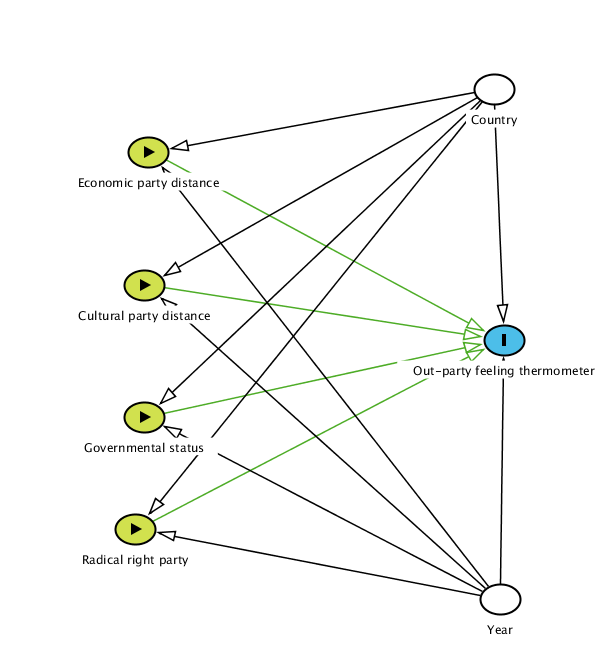 Country
Economic party distance
Cultural party distance
Out-party feeling thermometer
Governmental status
Radical right party
Year